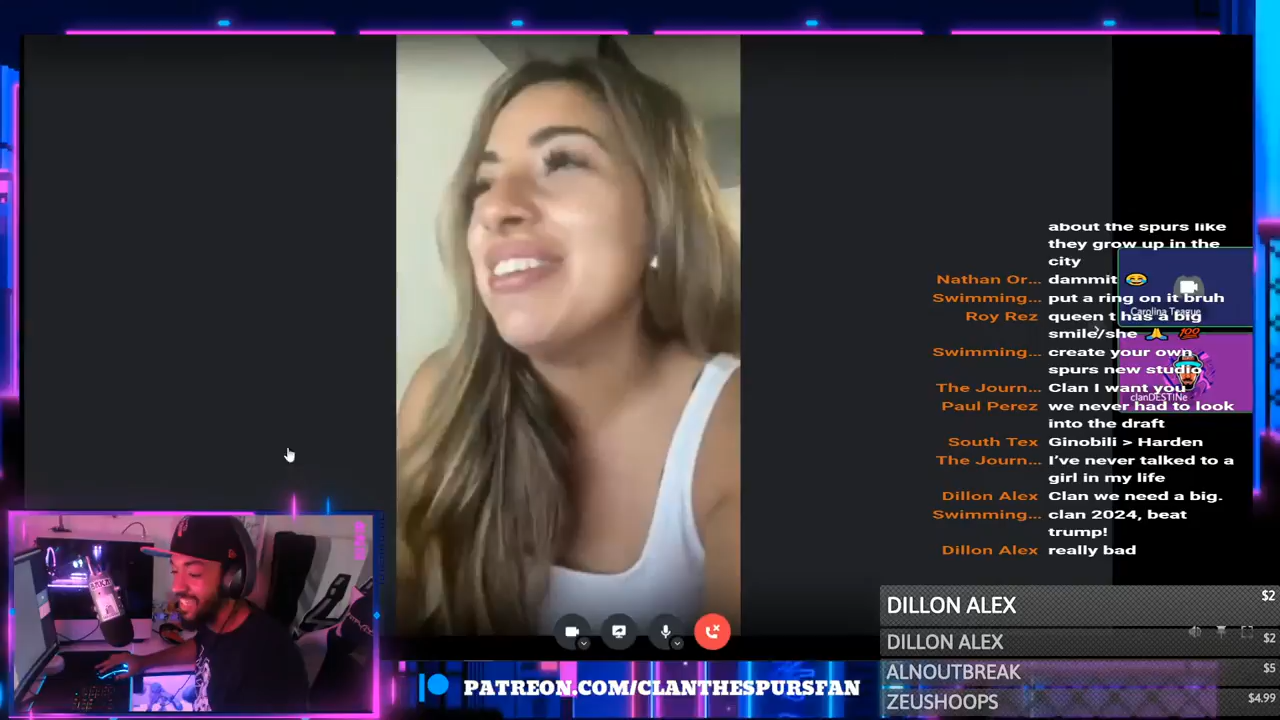 about the spurs like
they grow up in the
city
Nathan Or... dammit 😂
Swimming... put a ring on it bruh
Roy Rez queen t has a big
smile/she 🙏 💯
Swimming... create your own
spurs new studio
The Journ... Clan I want you
Paul Perez we never had to look
into the draft
South Tex Ginobili > Harden
The Journ... I've never talked to a
girl in my life
Dillon Alex Clan we need a big.
Swimming... clan 2024, beat
trump!
Dillon Alex really bad
Carolina Teague
clanDEST!Ne
DILLON ALEX $2
DILLON ALEX $2
ALNOUTBREAK $5
ZEUSHOOPS $4.99
PATREON.COM/CLANTHESPURSFAN